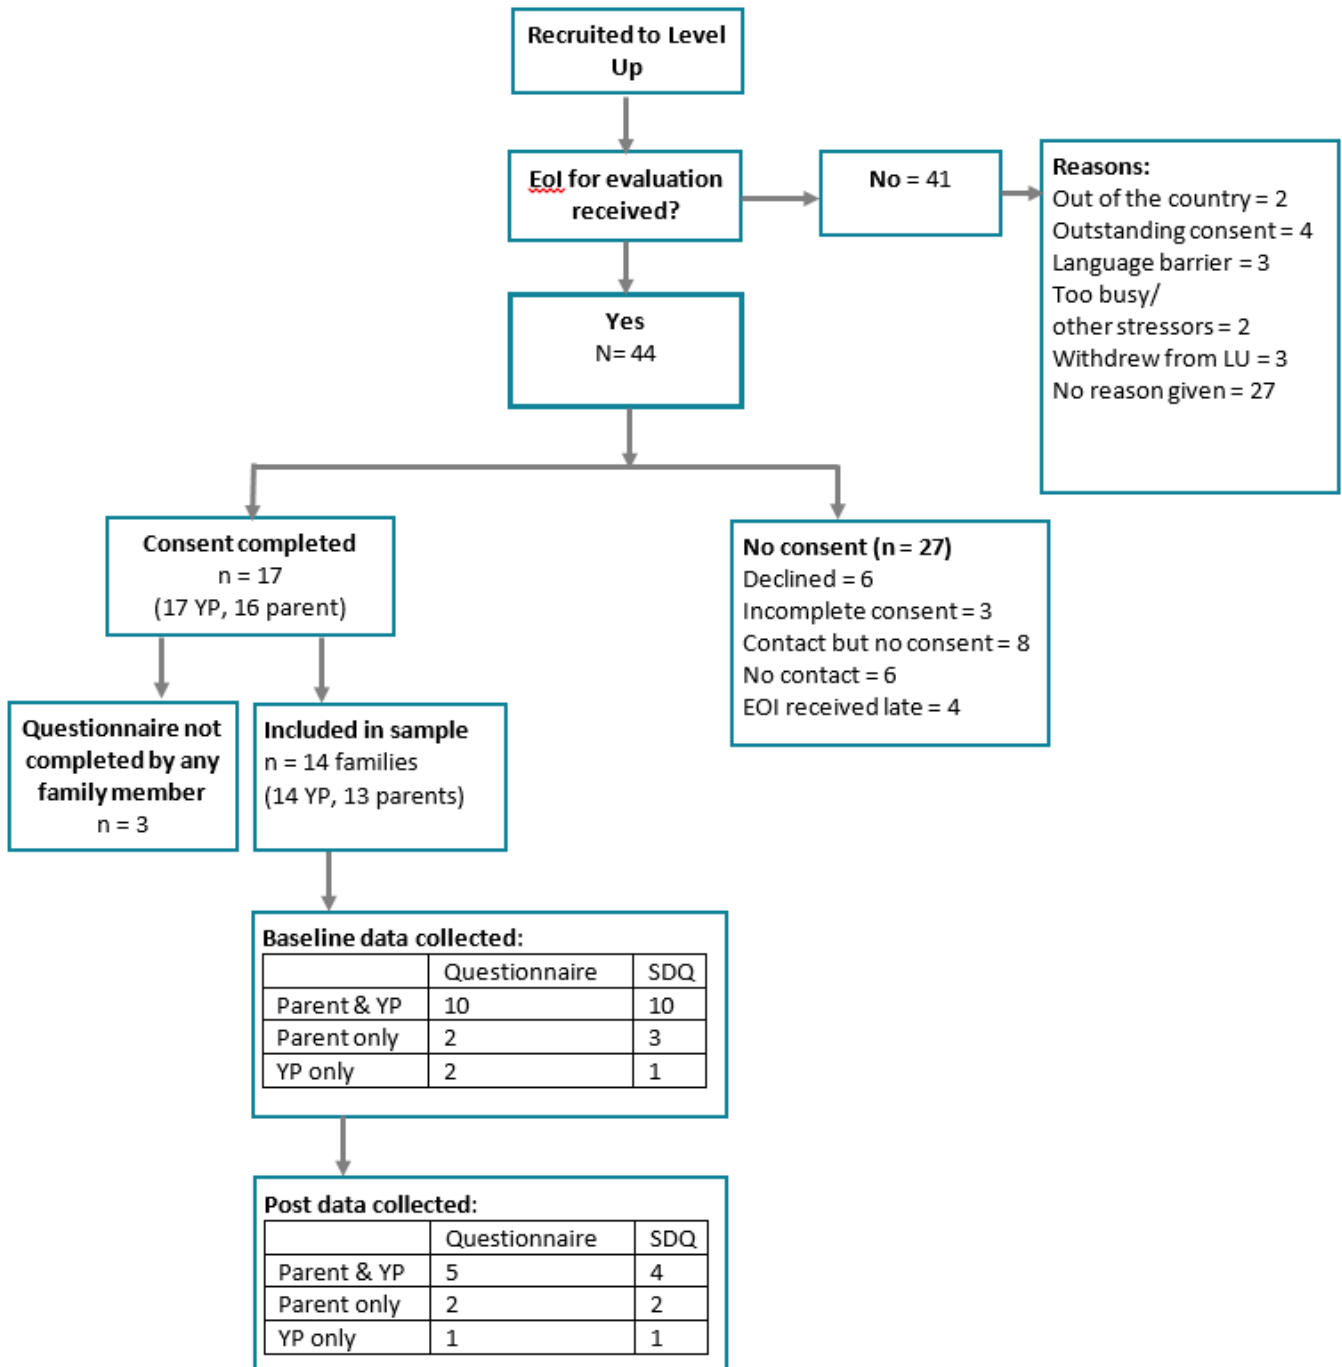 Recruited to Level
Up
EoI for evaluation
received?
No = 41
Reasons:
Out of the country = 2
Outstanding consent = 4
Language barrier = 3
Too busy/
other stressors = 2
Withdrew from LU = 3
No reason given = 27
Yes
N= 44
Consent completed
n = 17
(17 YP, 16 parent)
No consent (n = 27)
Declined = 6
Incomplete consent = 3
Contact but no consent = 8
No contact = 6
EOI received late = 4
Questionnaire not
completed by any
family member
n = 3
Included in sample
n = 14 families
(14 YP, 13 parents)
Baseline data collected:
Questionnaire SDQ
Parent & YP 10 10
Parent only 2 3
YP only 2 1
Post data collected:
Questionnaire SDQ
Parent & YP 5 4
Parent only 2 2
YP only 1 1